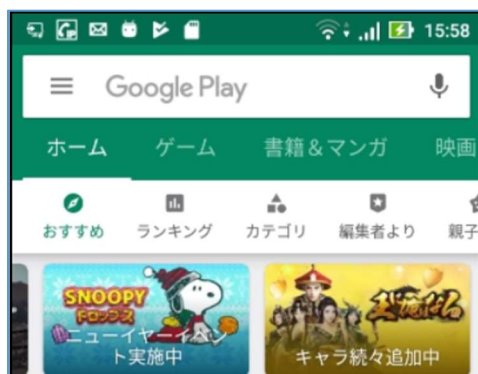 15:58
Google Play
ホーム ゲーム 書籍&マンガ 映画
おすすめ ランキング カテゴリ 編集者より 親子
SNOOPY
ドロップス
ニューイヤーイベン
ト実施中
キャラ続々追加中